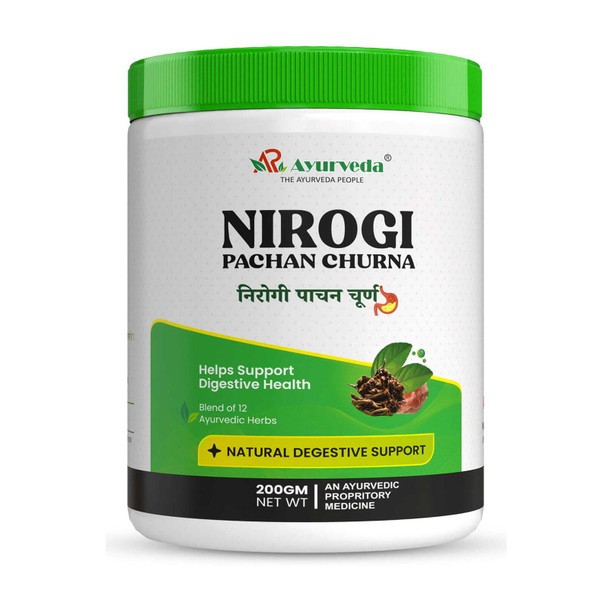 AR Ayurveda®
THE AYURVEDA PEOPLE
NIROGI
PACHAN CHURNA
निरोगी पाचन चूर्ण
Helps Support
Digestive Health
Blend of 12
Ayurvedic Herbs
NATURAL DEGESTIVE SUPPORT
200GM
NET WT
AN AYURVEDIC
PROPRITORY
MEDICINE